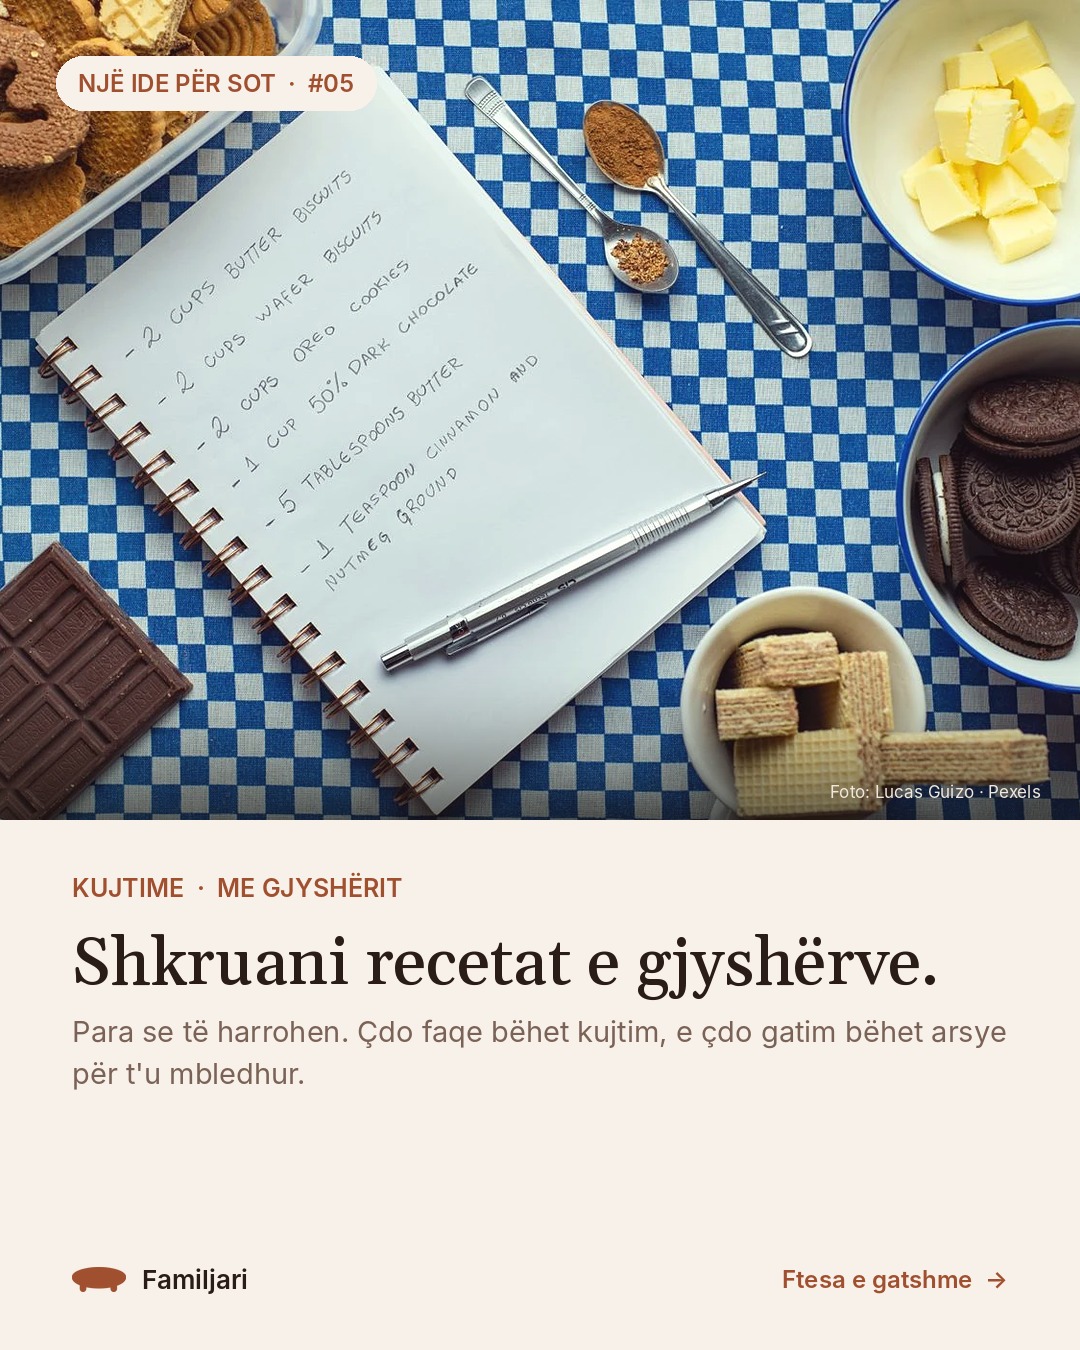 NJË IDE PËR SOT · #05
- 2 CUPS BUTTER BISCUITS
- 2 CUPS WAFER BISCUITS
- 2 CUPS OREO COOKIES
- 1 CUP 50% DARK CHOCOLATE
- 5 TABLESPOONS BUTTER
- 1 TEASPOON CINNAMON AND
NUTMEG GROUND
Foto: Lucas Guizo · Pexels
KUJTIME · ME GJYSHËRIT
Shkruani recetat e gjyshërve.
Para se të harrohen. Çdo faqe bëhet kujtim, e çdo gatim bëhet arsye
për t'u mbledhur.
Familjari
Ftesa e gatshme →